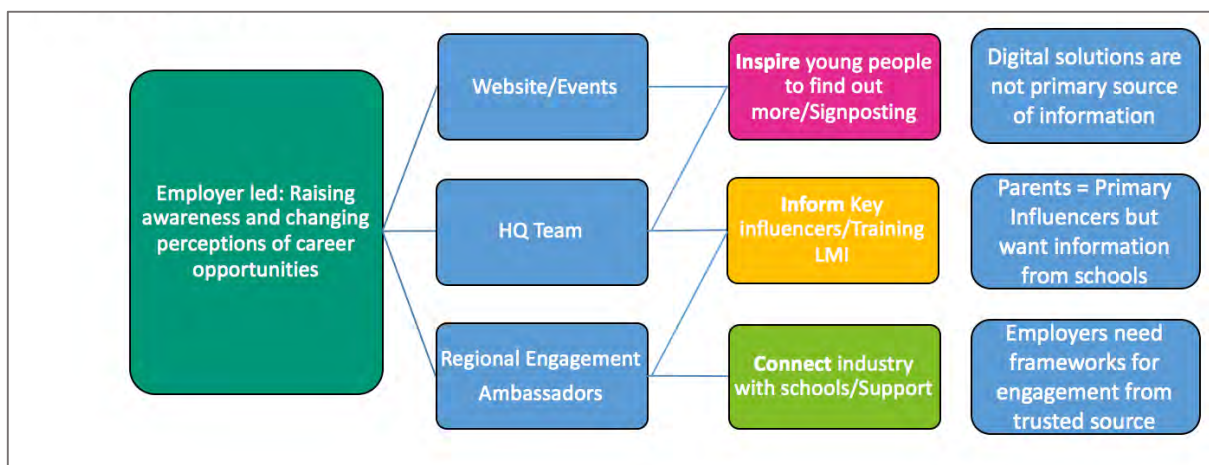 Employer led: Raising
awareness and changing
perceptions of career
opportunities
Website/Events
HQ Team
Regional Engagement
Ambassadors
Inspire young people
to find out
more/Signposting
Inform Key
influencers/Training
LMI
Connect industry
with schools/Support
Digital solutions are
not primary source
of information
Parents = Primary
Influencers but
want information
from schools
Employers need
frameworks for
engagement from
trusted source